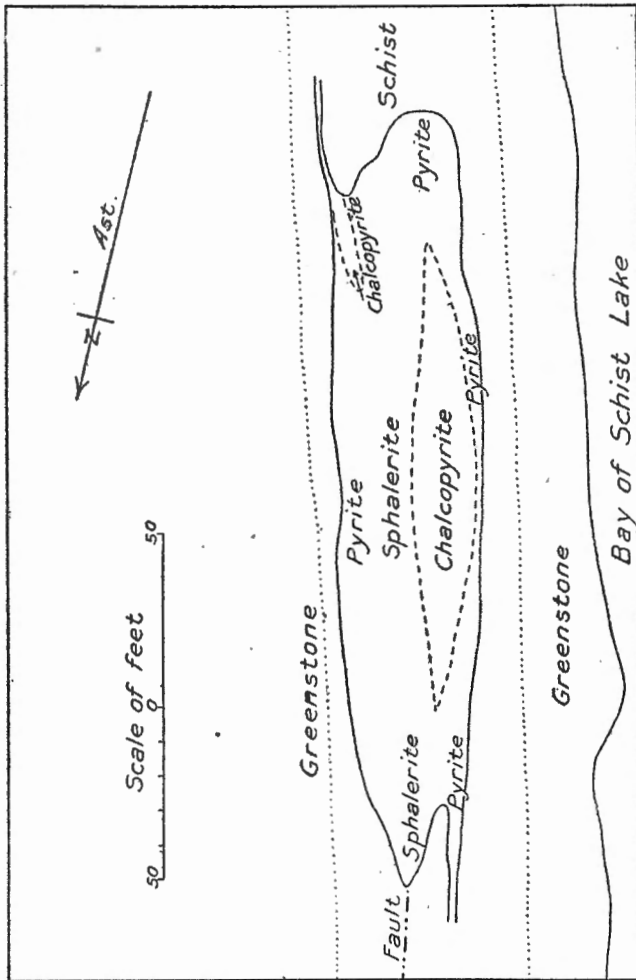 Ast.
N
Scale of feet
50 0 50
Greenstone
Schist
Chalcopyrite
Pyrite
Pyrite
Sphalerite
Chalcopyrite
Pyrite
Fault
Sphalerite
Pyrite
Greenstone
Bay of Schist Lake